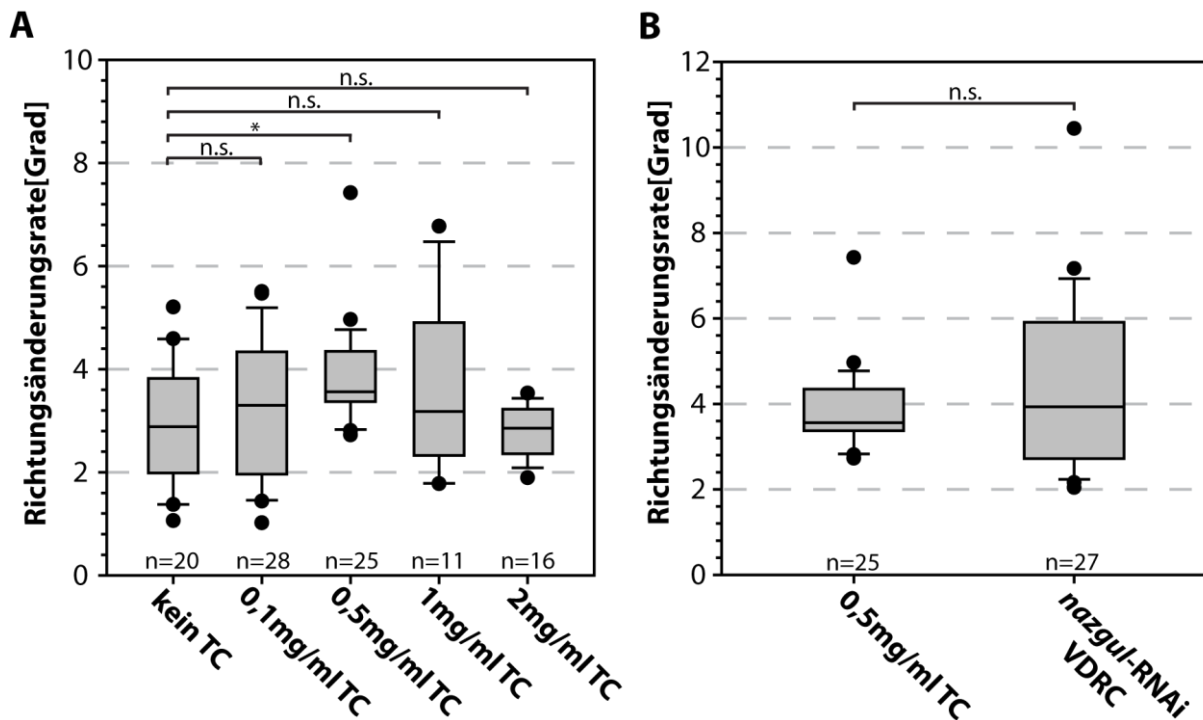 A
Richtungsänderungsrate[Grad]
10
8
6
4
2
0
n.s.
n.s.
*
n.s.
n=20
n=28
n=25
n=11
n=16
kein TC
0,1mg/ml TC
0,5mg/ml TC
1mg/ml TC
2mg/ml TC
B
Richtungsänderungsrate[Grad]
12
10
8
6
4
2
0
n.s.
n=25
n=27
0,5mg/ml TC
nazgul-RNAi
VDRC